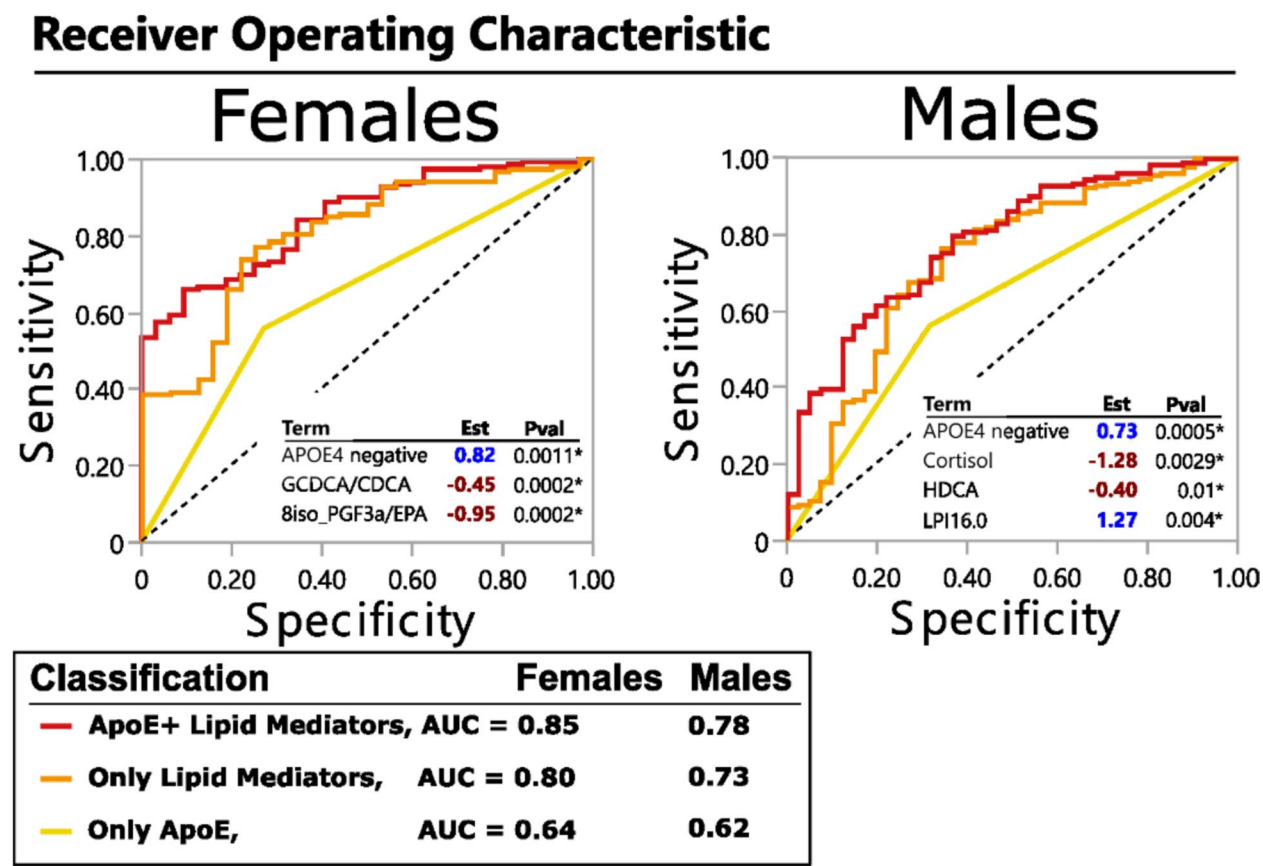 Receiver Operating Characteristic
Females
Sensitivity
1.00
0.80
0.60
0.40
0.20
0
0 0.20 0.40 0.60 0.80 1.00
Specificity
Term Est Pval
APOE4 negative 0.82 0.0011*
GCDCA/CDCA -0.45 0.0002*
8iso_PGF3a/EPA -0.95 0.0002*
Males
Sensitivity
1.00
0.80
0.60
0.40
0.20
0
0 0.20 0.40 0.60 0.80 1.00
Specificity
Term Est Pval
APOE4 negative 0.73 0.0005*
Cortisol -1.28 0.0029*
HDCA -0.40 0.01*
LPI16.0 1.27 0.004*
Classification Females Males
ApoE+ Lipid Mediators, AUC = 0.85 0.78
Only Lipid Mediators, AUC = 0.80 0.73
Only ApoE, AUC = 0.64 0.62